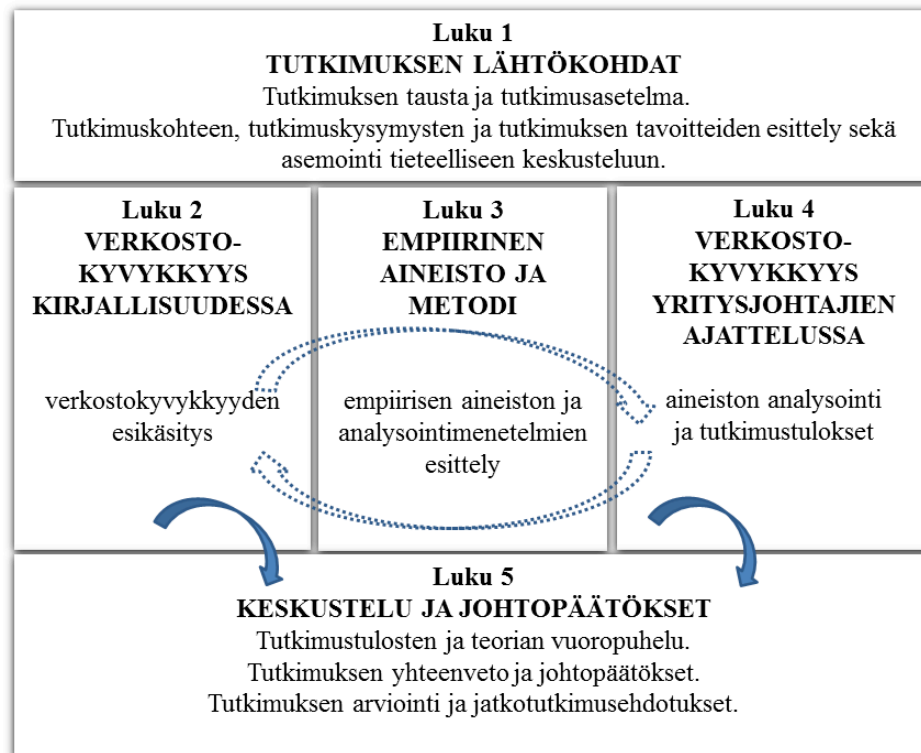 Luku 1
TUTKIMUKSEN LÄHTÖKOHDAT
Tutkimuksen tausta ja tutkimusasetelma.
Tutkimuskohteen, tutkimuskysymysten ja tutkimuksen tavoitteiden esittely sekä
asemointi tieteelliseen keskusteluun.
Luku 2
VERKOSTO-
KYVYKKYYS
KIRJALLISUUDESSA
verkostokyvykkyyden
esikäsitys
Luku 3
EMPIIRINEN
AINEISTO JA
METODI
empiirisen aineiston ja
analysointimenetelmien
esittely
Luku 4
VERKOSTO-
KYVYKKYYS
YRITYSJOHTAJIEN
AJATTELUSSA
aineiston analysointi
ja tutkimustulokset
Luku 5
KESKUSTELU JA JOHTOPÄÄTÖKSET
Tutkimustulosten ja teorian vuoropuhelu.
Tutkimuksen yhteenveto ja johtopäätökset.
Tutkimuksen arviointi ja jatkotutkimusehdotukset.